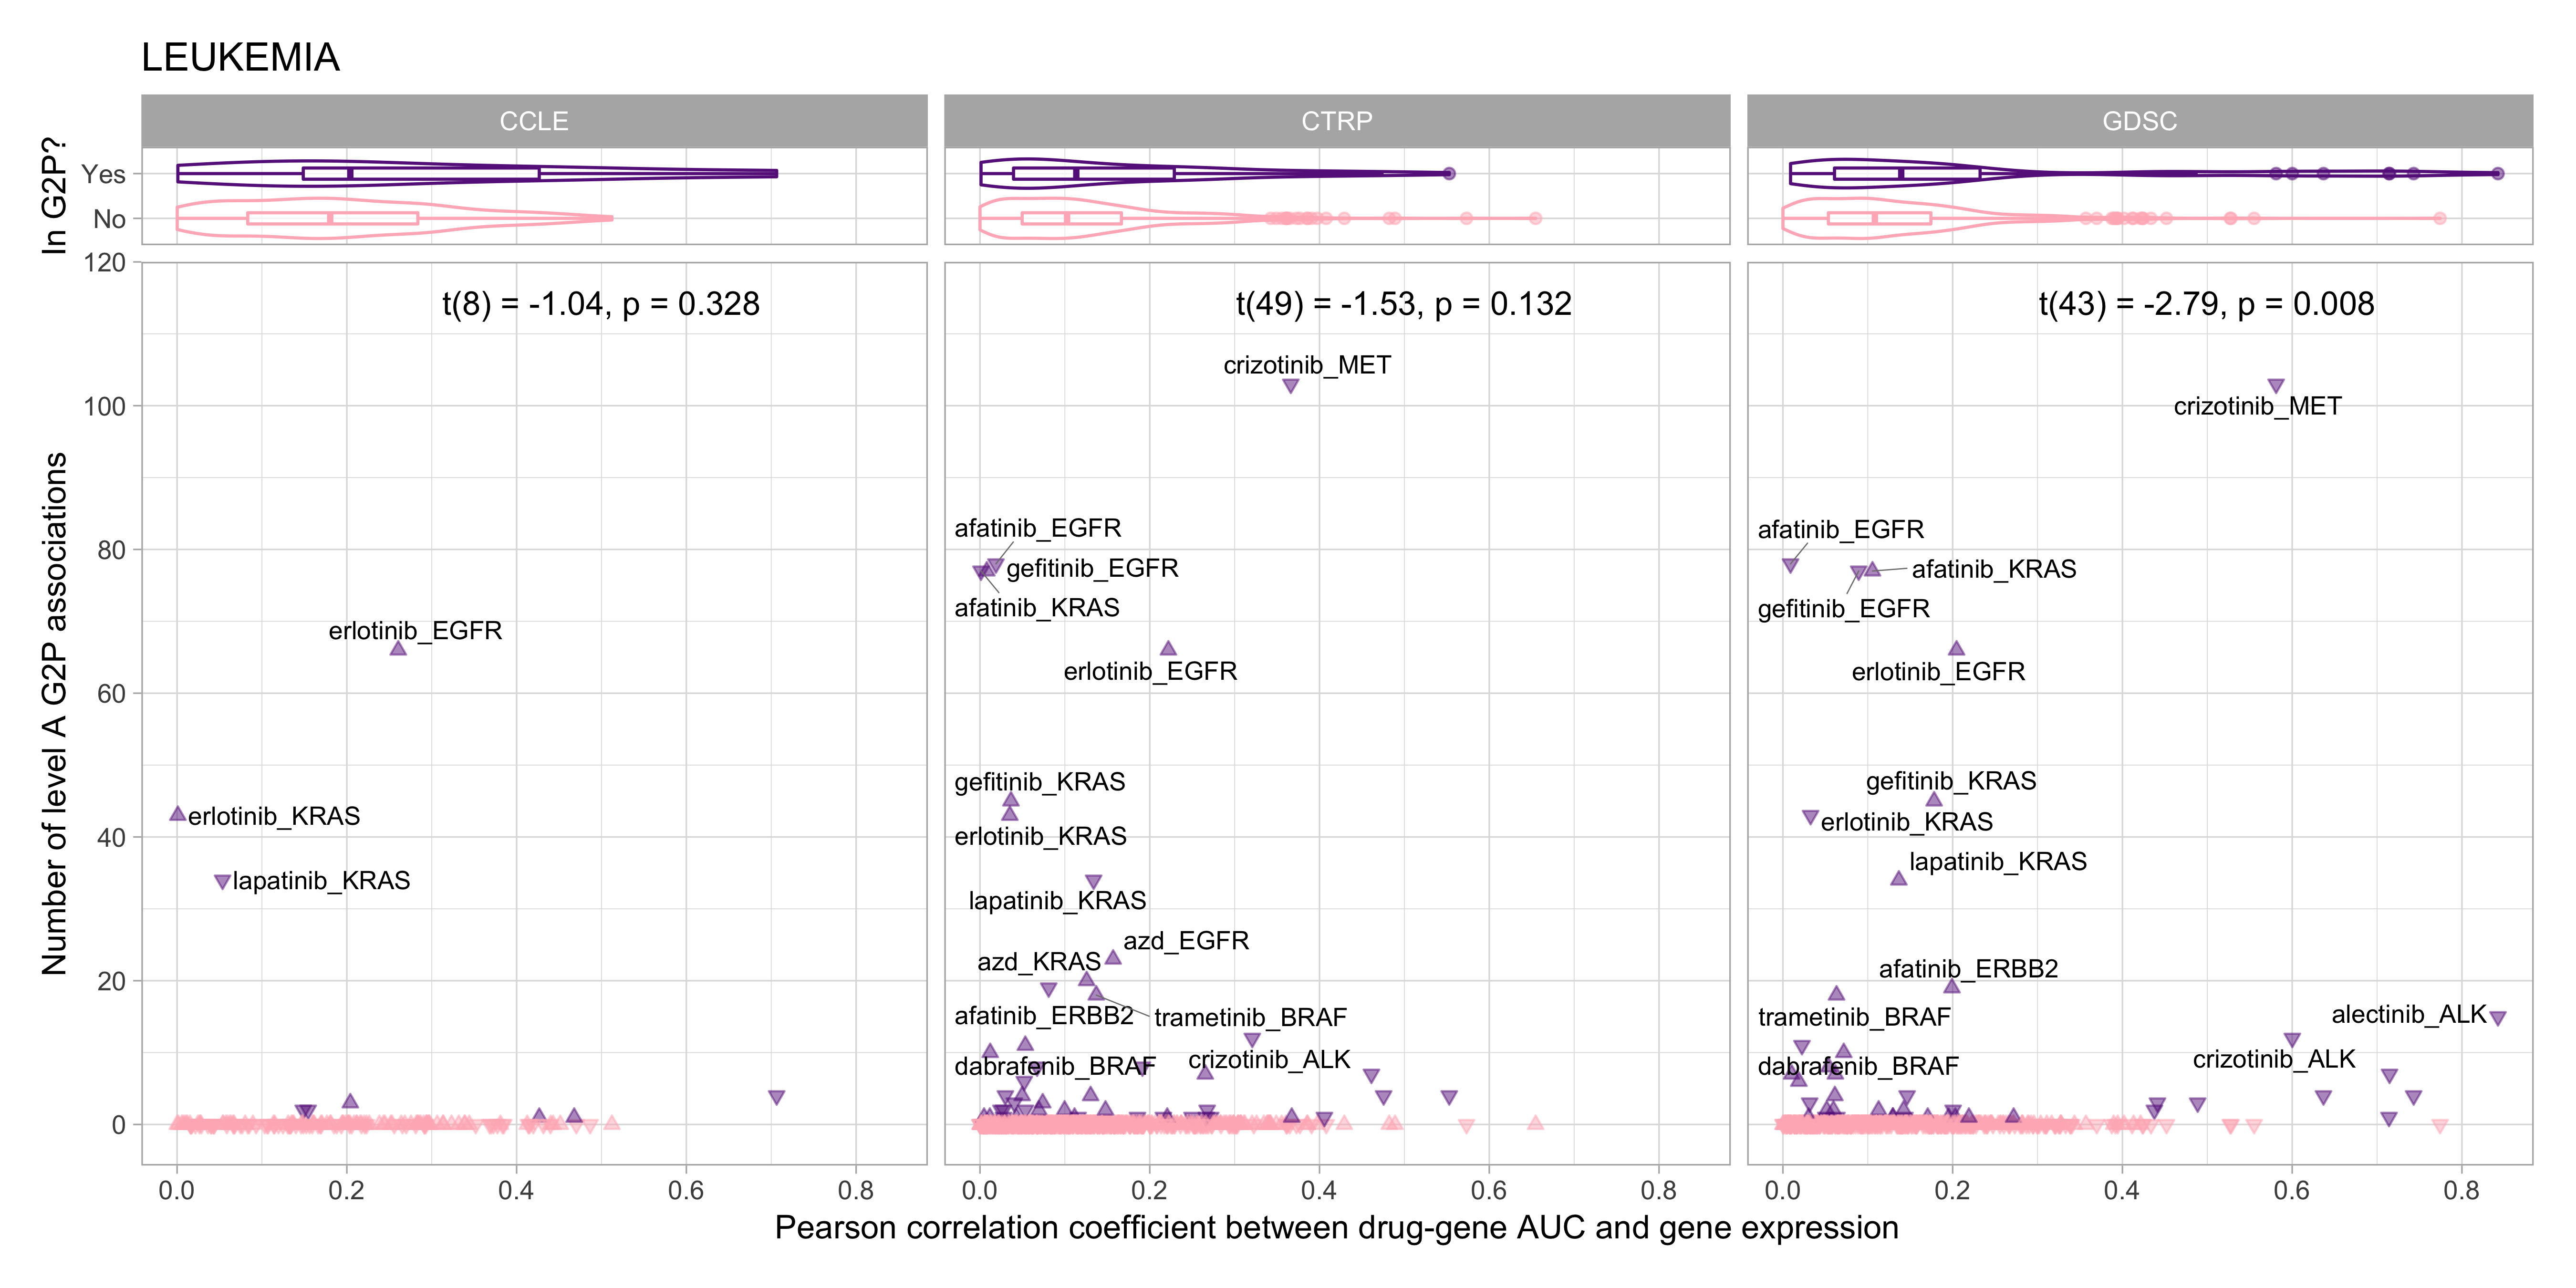 LEUKEMIA
CCLE
CTRP
GDSC
In G2P?
Yes
No
Number of level A G2P associations
120
100
80
60
40
20
0
t(8) = -1.04, p = 0.328
erlotinib_EGFR
erlotinib_KRAS
lapatinib_KRAS
t(49) = -1.53, p = 0.132
crizotinib_MET
afatinib_EGFR
gefitinib_EGFR
afatinib_KRAS
erlotinib_EGFR
gefitinib_KRAS
erlotinib_KRAS
lapatinib_KRAS
azd_EGFR
azd_KRAS
afatinib_ERBB2
trametinib_BRAF
dabrafenib_BRAF
crizotinib_ALK
t(43) = -2.79, p = 0.008
crizotinib_MET
afatinib_EGFR
afatinib_KRAS
gefitinib_EGFR
erlotinib_EGFR
gefitinib_KRAS
erlotinib_KRAS
lapatinib_KRAS
afatinib_ERBB2
trametinib_BRAF
alectinib_ALK
dabrafenib_BRAF
crizotinib_ALK
0.0 0.2 0.4 0.6 0.8
0.0 0.2 0.4 0.6 0.8
0.0 0.2 0.4 0.6 0.8
Pearson correlation coefficient between drug-gene AUC and gene expression